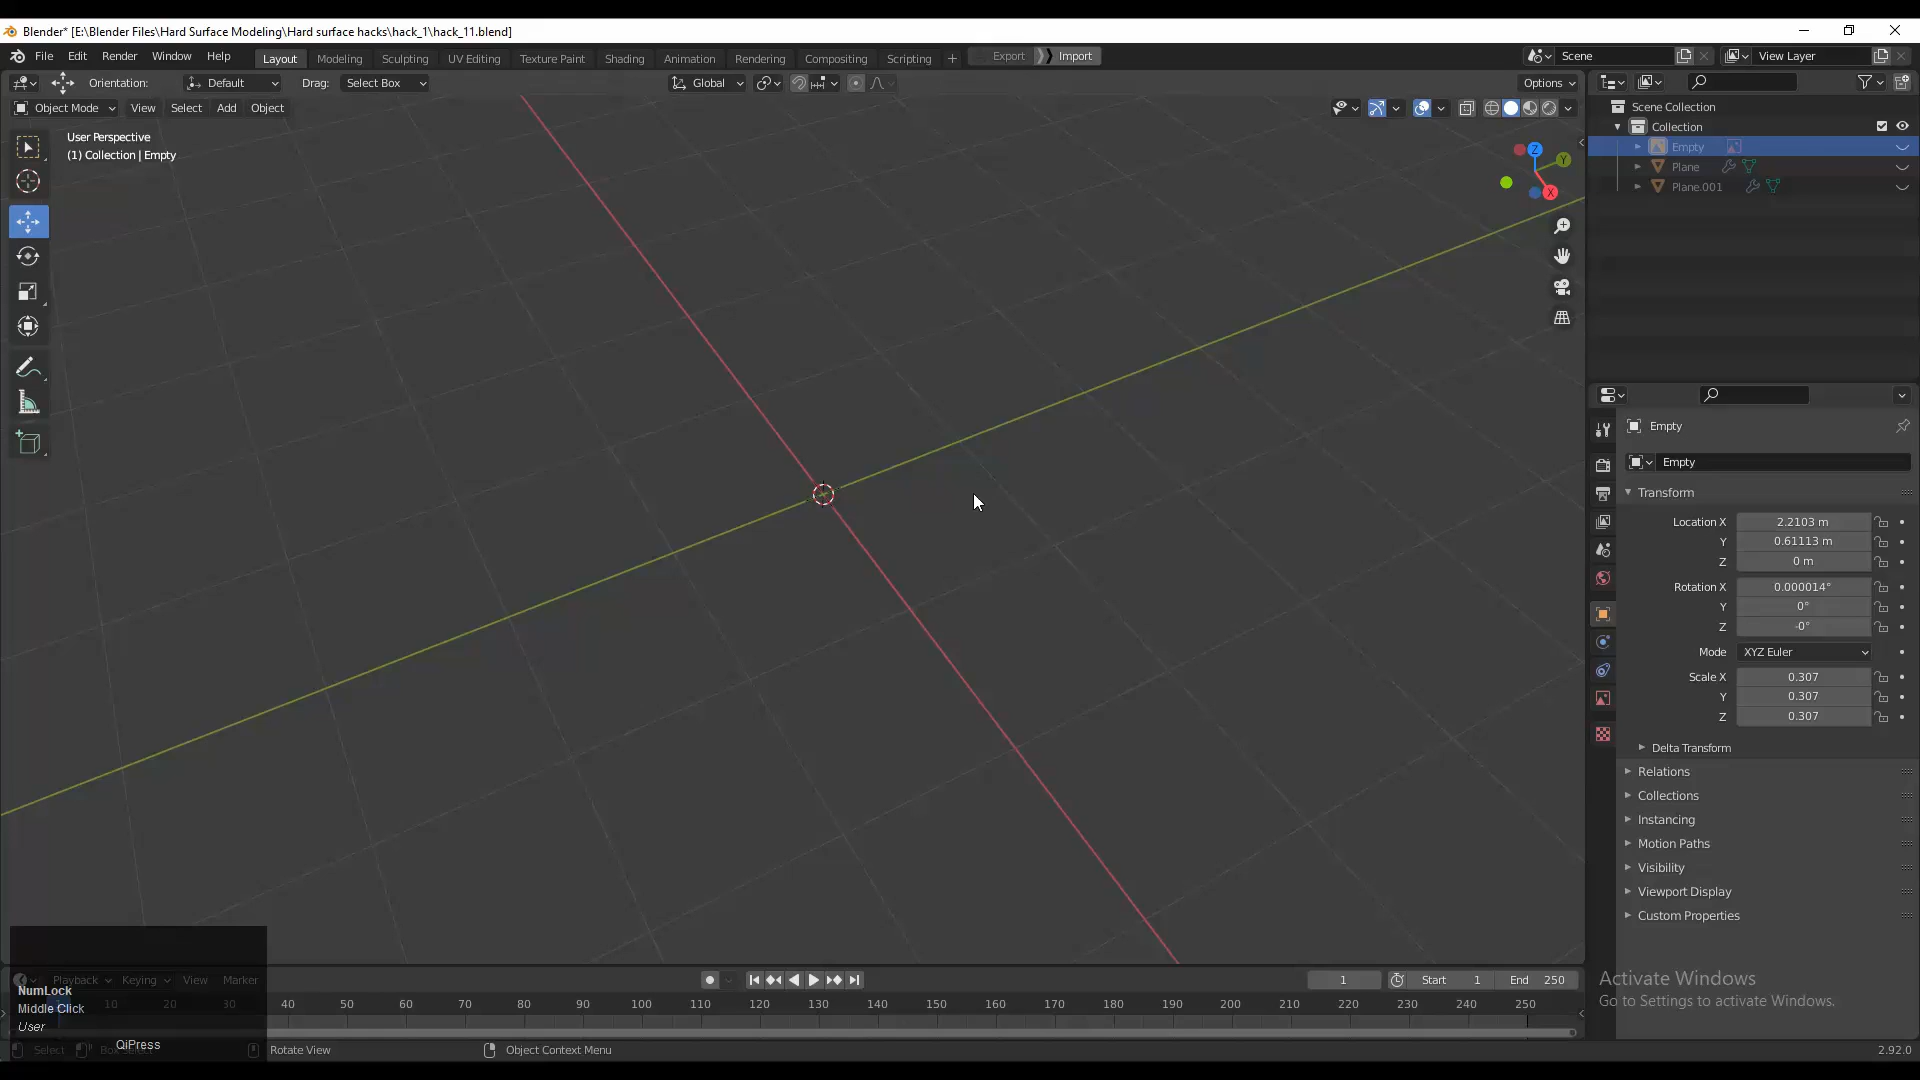 Blender* [E:\Blender Files\Hard Surface Modeling\Hard surface hacks\hack_1\hack_11.blend]
File Edit Render Window Help Layout Modeling Sculpting UV Editing Texture Paint Shading Animation Rendering Compositing Scripting + Export Import Scene View Layer
Orientation: Default Drag: Select Box Global Options
Object Mode View Select Add Object
User Perspective
(1) Collection | Empty
Z
Y
X
Scene Collection
Collection
Empty
Plane
Plane.001
Empty
Empty
Transform
Location X 2.2103 m
Y 0.61113 m
Z 0 m
Rotation X 0.000014°
Y 0°
Z -0°
Mode XYZ Euler
Scale X 0.307
Y 0.307
Z 0.307
Delta Transform
Relations
Collections
Instancing
Motion Paths
Visibility
Viewport Display
Custom Properties
Activate Windows
Go to Settings to activate Windows.
Playback Keying View Marker 1 Start 1 End 250
10 20 30 40 50 60 70 80 90 100 110 120 130 140 150 160 170 180 190 200 210 220 230 240 250
NumLock
Middle Click
User
QiPress
Select Box Select Rotate View Object Context Menu 2.92.0